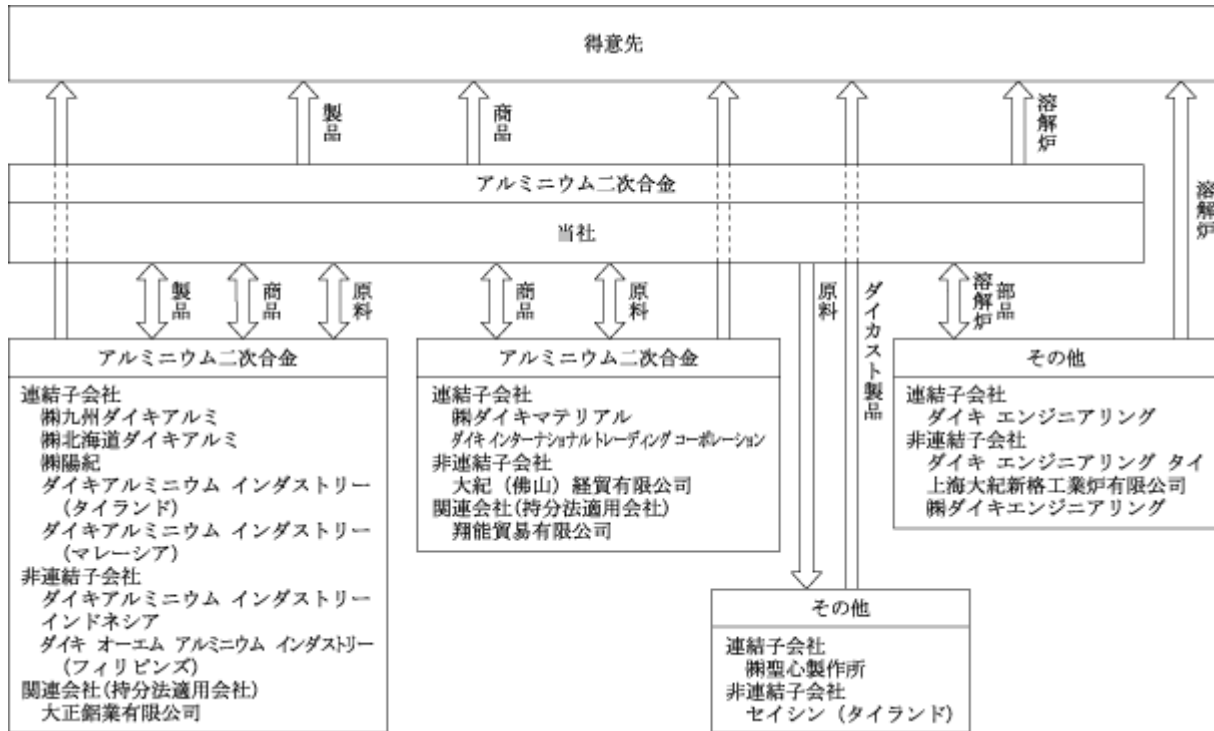 得意先
製品
商品
溶解炉
溶解炉
アルミニウム二次合金
当社
製品
商品
原料
商品
原料
原料
ダイカスト製品
溶解炉
部品
アルミニウム二次合金
連結子会社
㈱九州ダイキアルミ
㈱北海道ダイキアルミ
㈱陽紀
ダイキアルミニウム インダストリー
(タイランド)
ダイキアルミニウム インダストリー
(マレーシア)
非連結子会社
ダイキアルミニウム インダストリー
インドネシア
ダイキ オーエム アルミニウム インダストリー
(フィリピンズ)
関連会社(持分法適用会社)
大正鋁業有限公司
アルミニウム二次合金
連結子会社
㈱ダイキマテリアル
ダイキインターナショナルトレーディングコーポレーション
非連結子会社
大紀（佛山）経貿有限公司
関連会社(持分法適用会社)
翔能貿易有限公司
その他
連結子会社
㈱聖心製作所
非連結子会社
セイシン（タイランド）
その他
連結子会社
ダイキ エンジニアリング
非連結子会社
ダイキ エンジニアリング タイ
上海大紀新格工業炉有限公司
㈱ダイキエンジニアリング